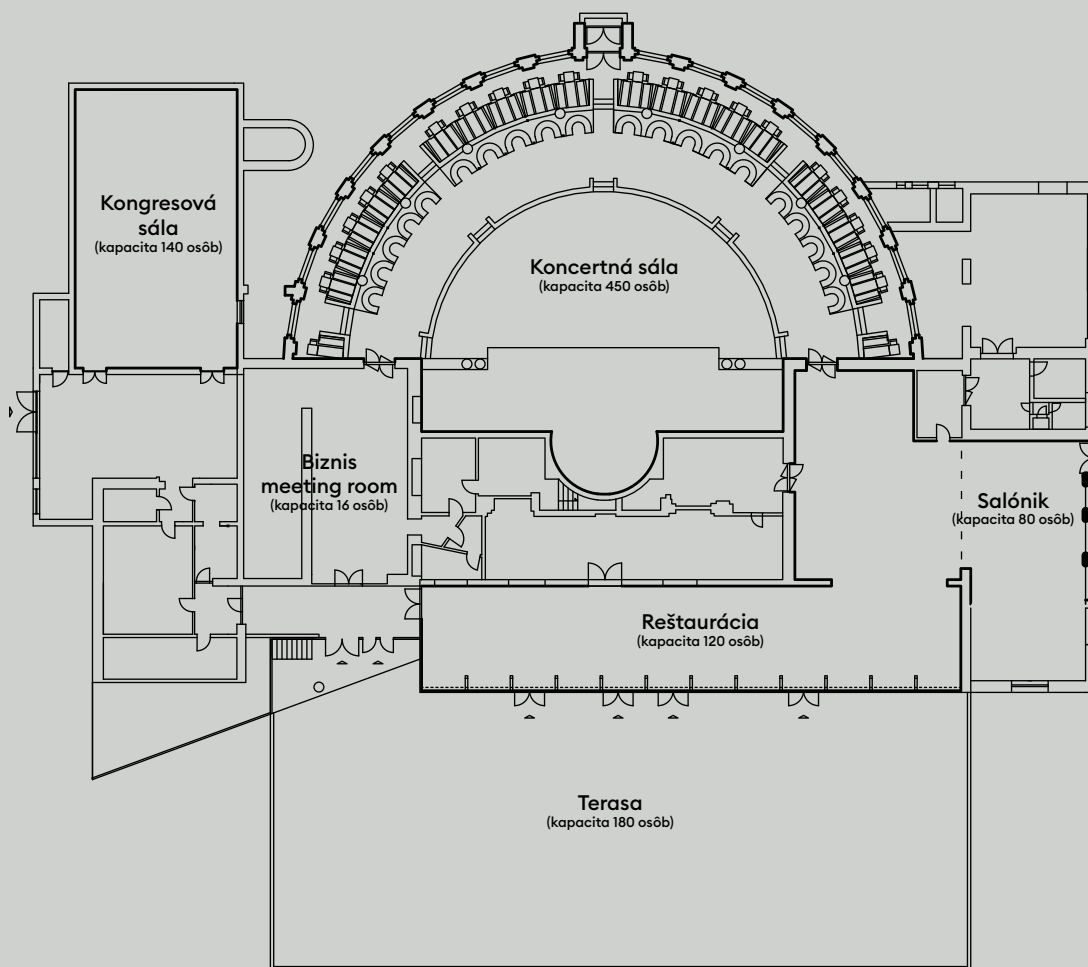 Kongresová
sála
(kapacita 140 osôb)
Koncertná sála
(kapacita 450 osôb)
Biznis
meeting room
(kapacita 16 osôb)
Salónik
(kapacita 80 osôb)
Reštaurácia
(kapacita 120 osôb)
Terasa
(kapacita 180 osôb)